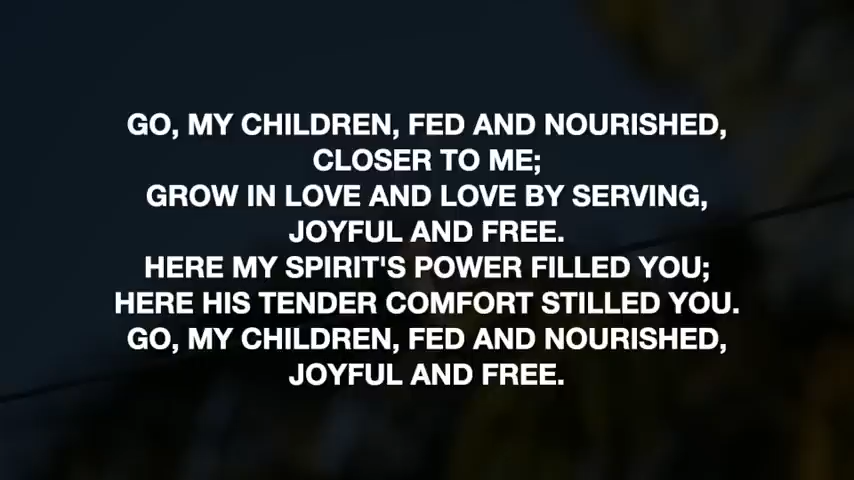 GO, MY CHILDREN, FED AND NOURISHED,
CLOSER TO ME;
GROW IN LOVE AND LOVE BY SERVING,
JOYFUL AND FREE.
HERE MY SPIRIT'S POWER FILLED YOU;
HERE HIS TENDER COMFORT STILLED YOU.
GO, MY CHILDREN, FED AND NOURISHED,
JOYFUL AND FREE.